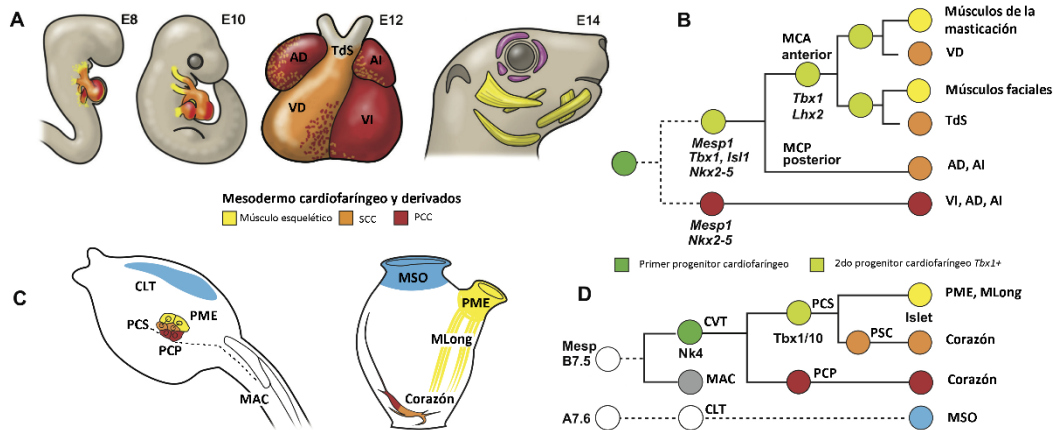 A
E8
E10
E12
E14
AD
TdS
AI
VD
VI
Mesodermo cardiofaríngeo y derivados
Músculo esquelético
SCC
PCC
B
Músculos de la
masticación
MCA
anterior
VD
Tbx1
Lhx2
Músculos faciales
TdS
Mesp1
Tbx1, Isl1
Nkx2-5
MCP
posterior
AD, AI
VI, AD, AI
Mesp1
Nkx2-5
Primer progenitor cardiofaríngeo
2do progenitor cardiofaríngeo Tbx1+
C
CLT
PCS
PME
PCP
MAC
MSO
PME
MLong
Corazón
D
PCS
PME, MLong
CVT
Islet
Tbx1/10
PSC
Corazón
Mesp
B7.5
Nk4
MAC
PCP
Corazón
A7.6
CLT
MSO